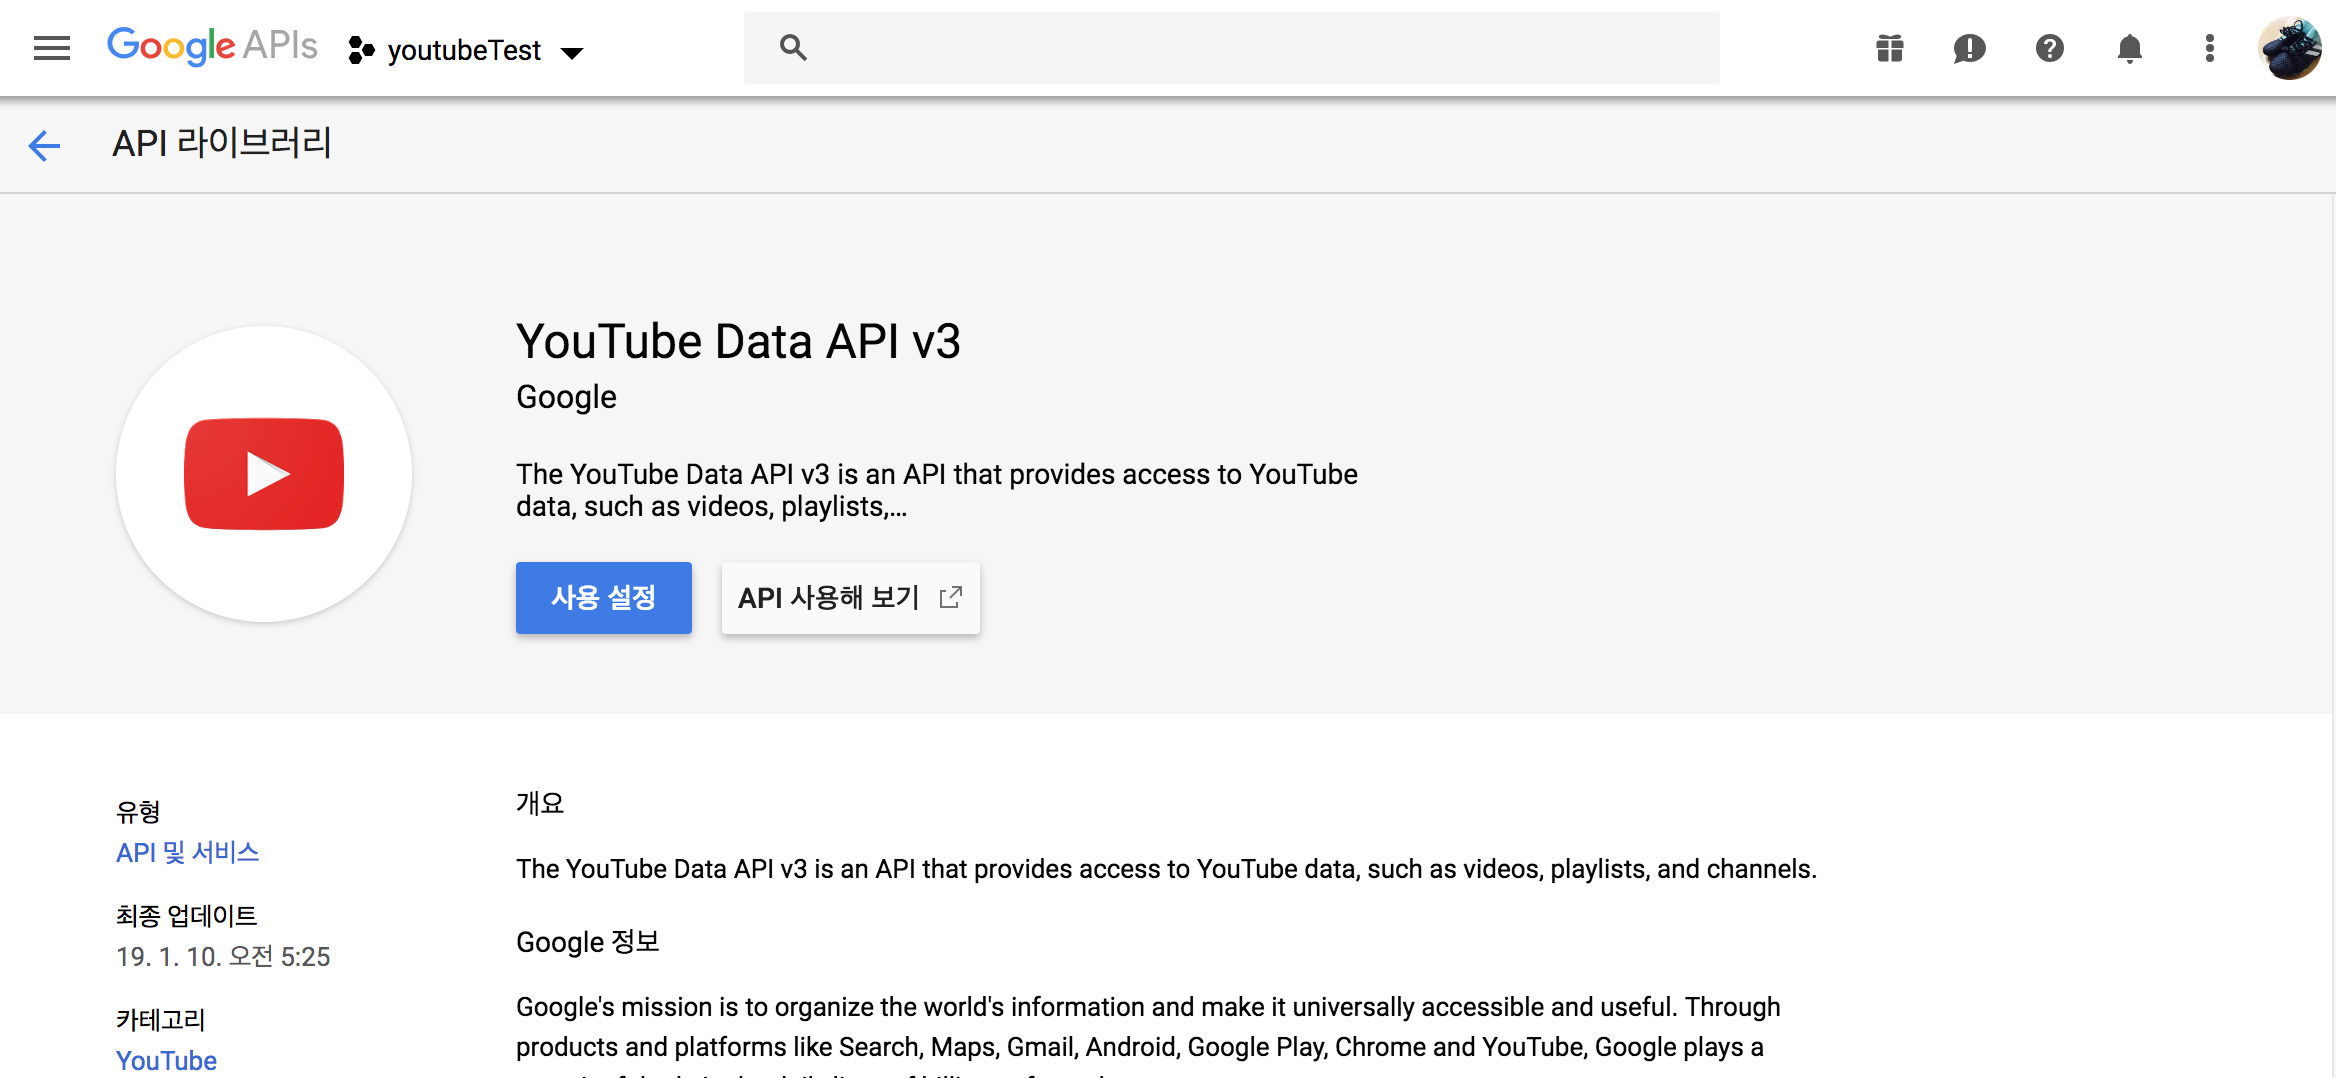 Google APIs youtubeTest
API 라이브러리
YouTube Data API v3
Google
The YouTube Data API v3 is an API that provides access to YouTube
data, such as videos, playlists,...
사용 설정 API 사용해 보기
유형
API 및 서비스
최종 업데이트
19. 1. 10. 오전 5:25
카테고리
YouTube
개요
The YouTube Data API v3 is an API that provides access to YouTube data, such as videos, playlists, and channels.
Google 정보
Google's mission is to organize the world's information and make it universally accessible and useful. Through
products and platforms like Search, Maps, Gmail, Android, Google Play, Chrome and YouTube, Google plays a